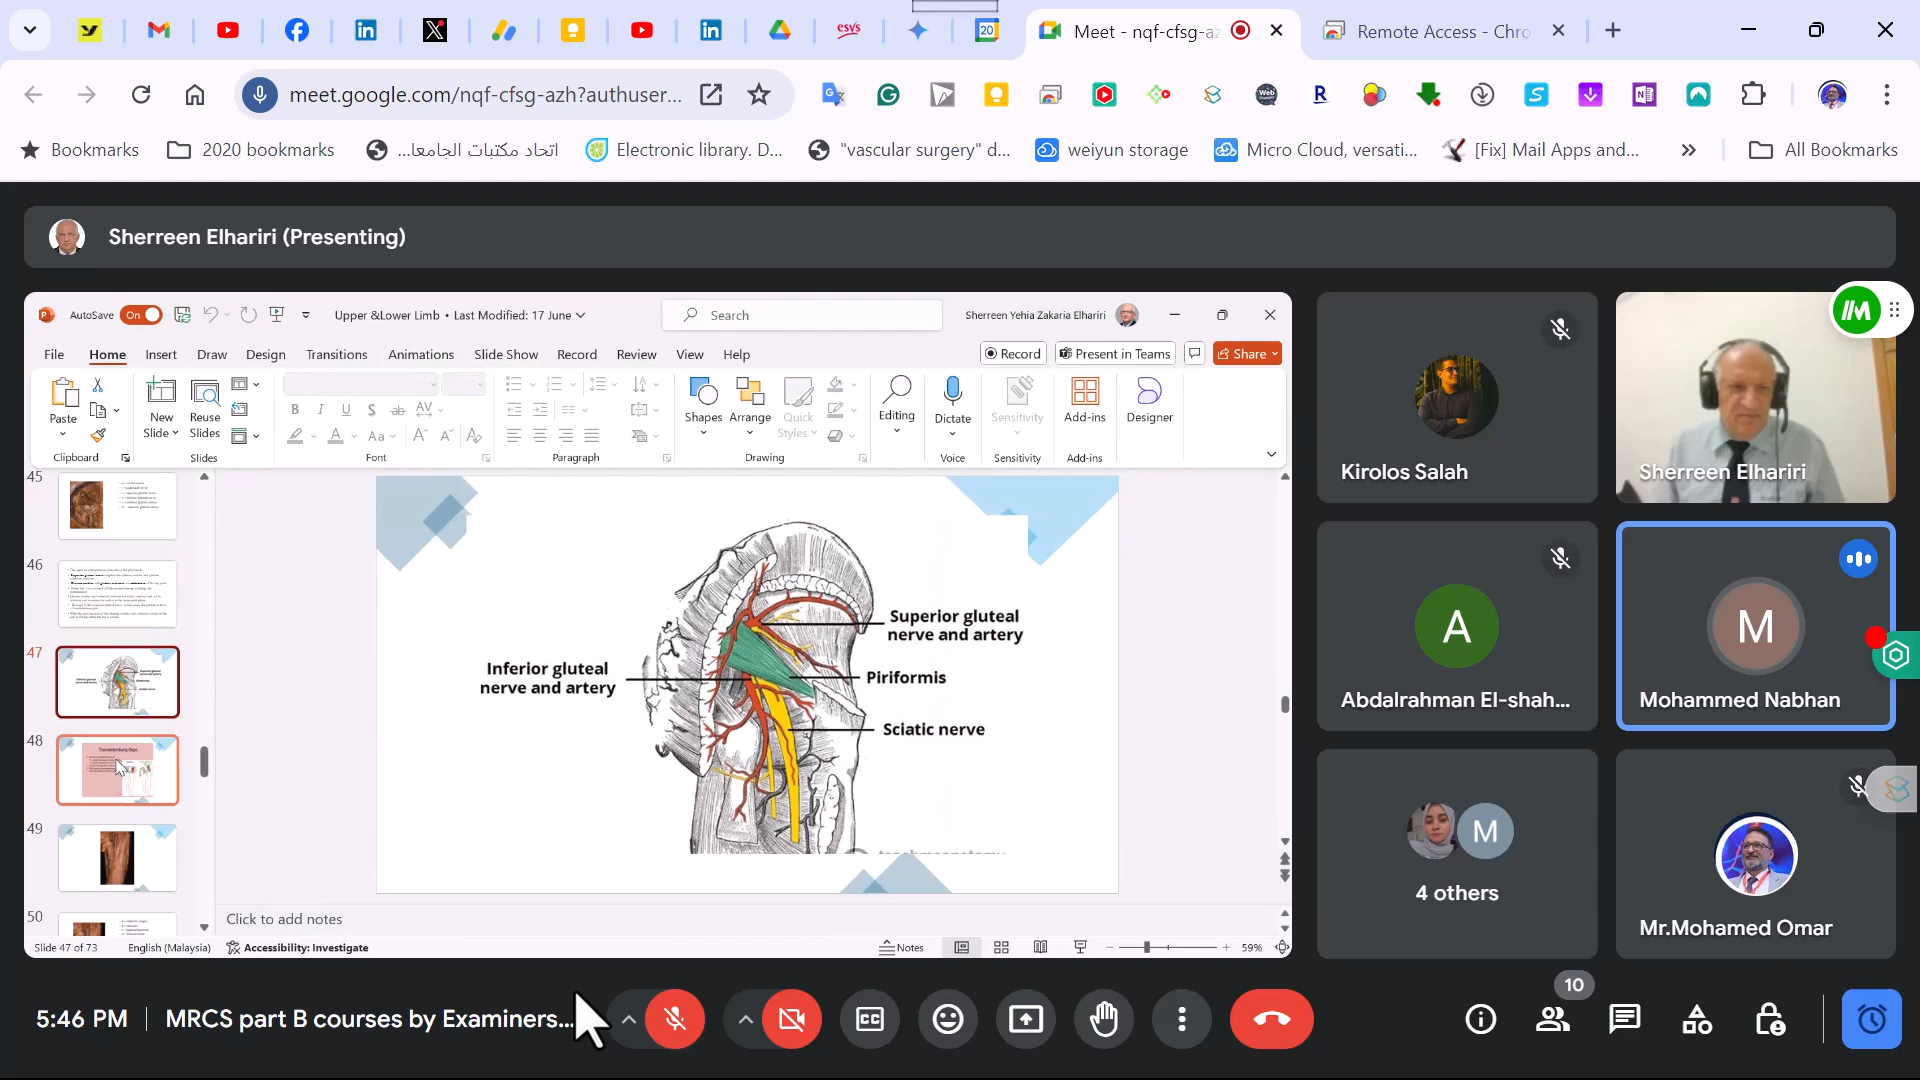 esvs
20
Meet - nqf-cfsg-az
Remote Access - Chro
meet.google.com/nqf-cfsg-azh?authuser...
Bookmarks
2020 bookmarks
اتحاد مكتبات الجامعا...
Electronic library. D...
"vascular surgery" d...
weiyun storage
Micro Cloud, versati...
[Fix] Mail Apps and...
All Bookmarks
Sherreen Elhariri (Presenting)
AutoSave On
Upper &Lower Limb • Last Modified: 17 June
Search
Sherreen Yehia Zakaria Elhariri
File Home Insert Draw Design Transitions Animations Slide Show Record Review View Help
Record
Present in Teams
Share
Paste
New Slide
Reuse Slides
Shapes
Arrange
Quick Styles
Editing
Dictate
Sensitivity
Add-ins
Designer
Clipboard
Slides
Font
Paragraph
Drawing
Voice
Sensitivity
Add-ins
45
46
47
48
49
50
Superior gluteal
nerve and artery
Inferior gluteal
nerve and artery
Piriformis
Sciatic nerve
Click to add notes
Slide 47 of 73
English (Malaysia)
Accessibility: Investigate
Notes
59%
Kirolos Salah
Sherreen Elhariri
A
Abdalrahman El-shah...
M
Mohammed Nabhan
M
4 others
Mr.Mohamed Omar
5:46 PM
MRCS part B courses by Examiners...
10